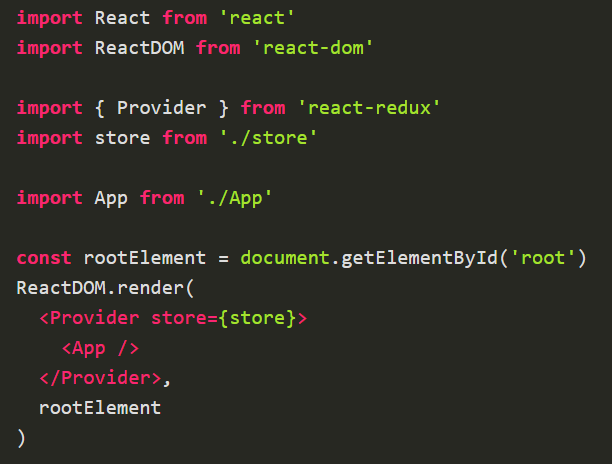 import React from 'react'
import ReactDOM from 'react-dom'
import { Provider } from 'react-redux'
import store from './store'
import App from './App'
const rootElement = document.getElementById('root')
ReactDOM.render(
  <Provider store={store}>
    <App />
  </Provider>,
  rootElement
)